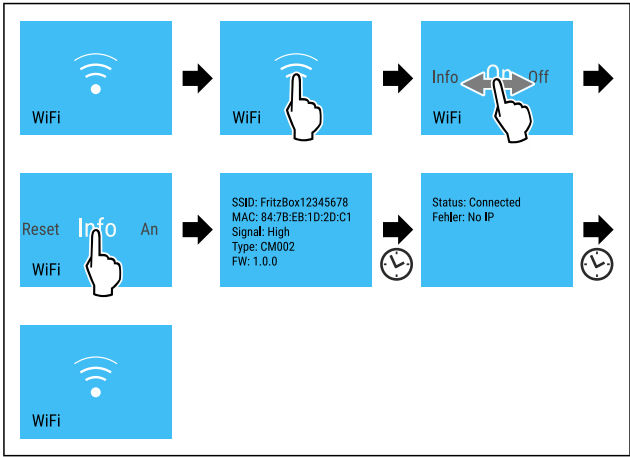 WiFi
WiFi
Info On Off
WiFi
Reset Info An
WiFi
SSID: FritzBox12345678
MAC: 84:7B:EB:1D:2D:C1
Signal: High
Type: CM002
FW: 1.0.0
Status: Connected
Fehler: No IP
WiFi